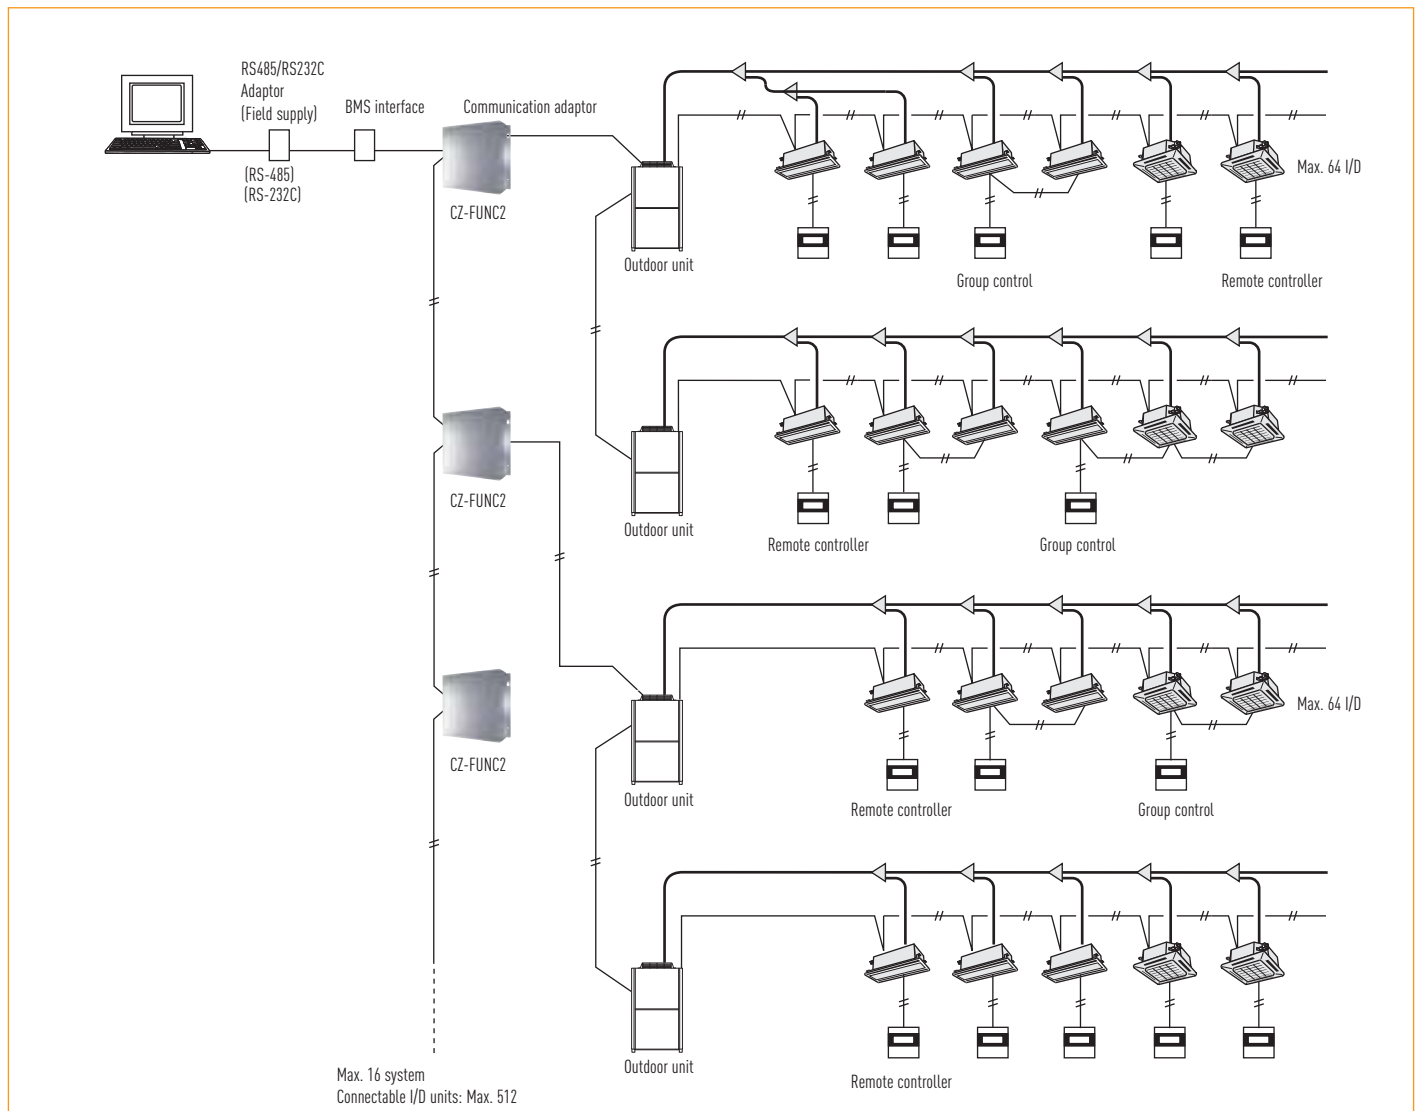 RS485/RS232C
Adaptor
(Field supply)
BMS interface
Communication adaptor
(RS-485)
(RS-232C)
CZ-FUNC2
Max. 64 I/D
Outdoor unit
Group control
Remote controller
CZ-FUNC2
Outdoor unit
Remote controller
Group control
CZ-FUNC2
Max. 64 I/D
Outdoor unit
Remote controller
Group control
Outdoor unit
Remote controller
Max. 16 system
Connectable I/D units: Max. 512